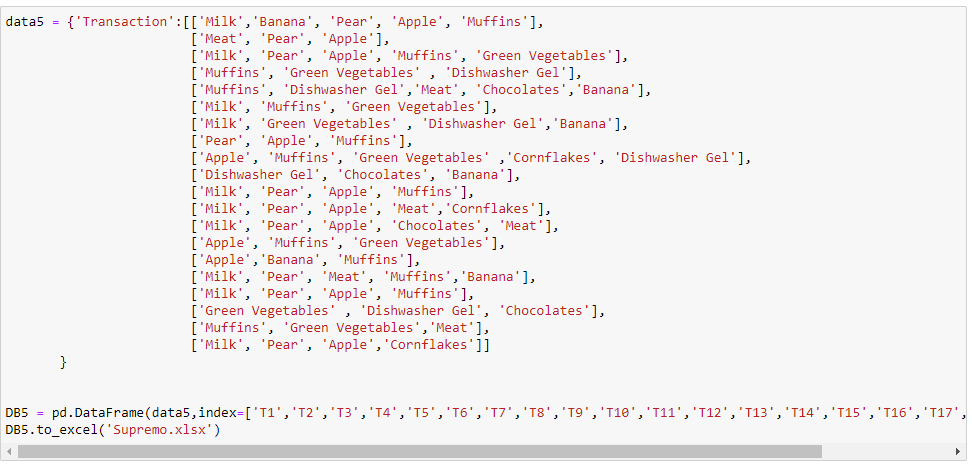 data5 = {'Transaction':[['Milk','Banana', 'Pear', 'Apple', 'Muffins'],
['Meat', 'Pear', 'Apple'],
['Milk', 'Pear', 'Apple', 'Muffins', 'Green Vegetables'],
['Muffins', 'Green Vegetables' , 'Dishwasher Gel'],
['Muffins', 'Dishwasher Gel','Meat', 'Chocolates','Banana'],
['Milk', 'Muffins', 'Green Vegetables'],
['Milk', 'Green Vegetables' , 'Dishwasher Gel','Banana'],
['Pear', 'Apple', 'Muffins'],
['Apple', 'Muffins', 'Green Vegetables' ,'Cornflakes', 'Dishwasher Gel'],
['Dishwasher Gel', 'Chocolates', 'Banana'],
['Milk', 'Pear', 'Apple', 'Muffins'],
['Milk', 'Pear', 'Apple', 'Meat','Cornflakes'],
['Milk', 'Pear', 'Apple', 'Chocolates', 'Meat'],
['Apple', 'Muffins', 'Green Vegetables'],
['Apple','Banana', 'Muffins'],
['Milk', 'Pear', 'Meat', 'Muffins','Banana'],
['Milk', 'Pear', 'Apple', 'Muffins'],
['Green Vegetables' , 'Dishwasher Gel', 'Chocolates'],
['Muffins', 'Green Vegetables','Meat'],
['Milk', 'Pear', 'Apple','Cornflakes']]
}
DB5 = pd.DataFrame(data5,index=['T1','T2','T3','T4','T5','T6','T7','T8','T9','T10','T11','T12','T13','T14','T15','T16','T17',
DB5.to_excel('Supremo.xlsx')